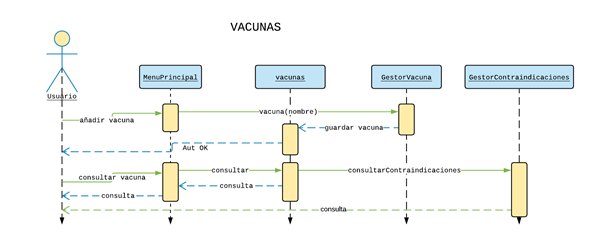 VACUNAS
Usuario
MenuPrincipal
vacunas
GestorVacuna
GestorContraindicaciones
añadir vacuna
vacuna(nombre)
guardar vacuna
Aut OK
consultar vacuna
consultar
consultarContraindicaciones
consulta
consulta
consulta